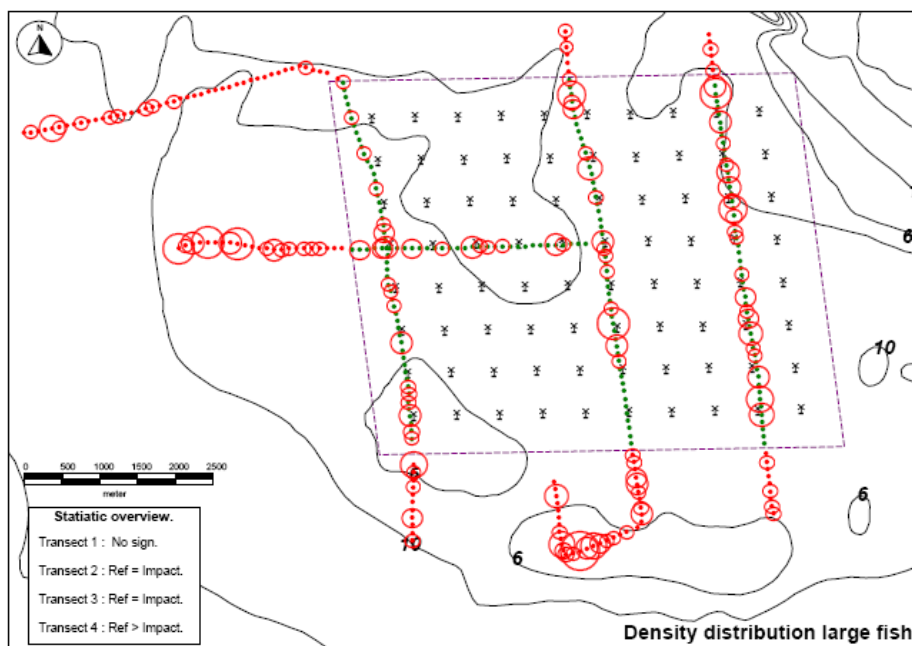 N
6
10
6
6
10
6
0 500 1000 1500 2000 2500
meter
Statiatic overview.
Transect 1 : No sign.
Transect 2 : Ref = Impact.
Transect 3 : Ref = Impact.
Transect 4 : Ref > Impact.
Density distribution large fish